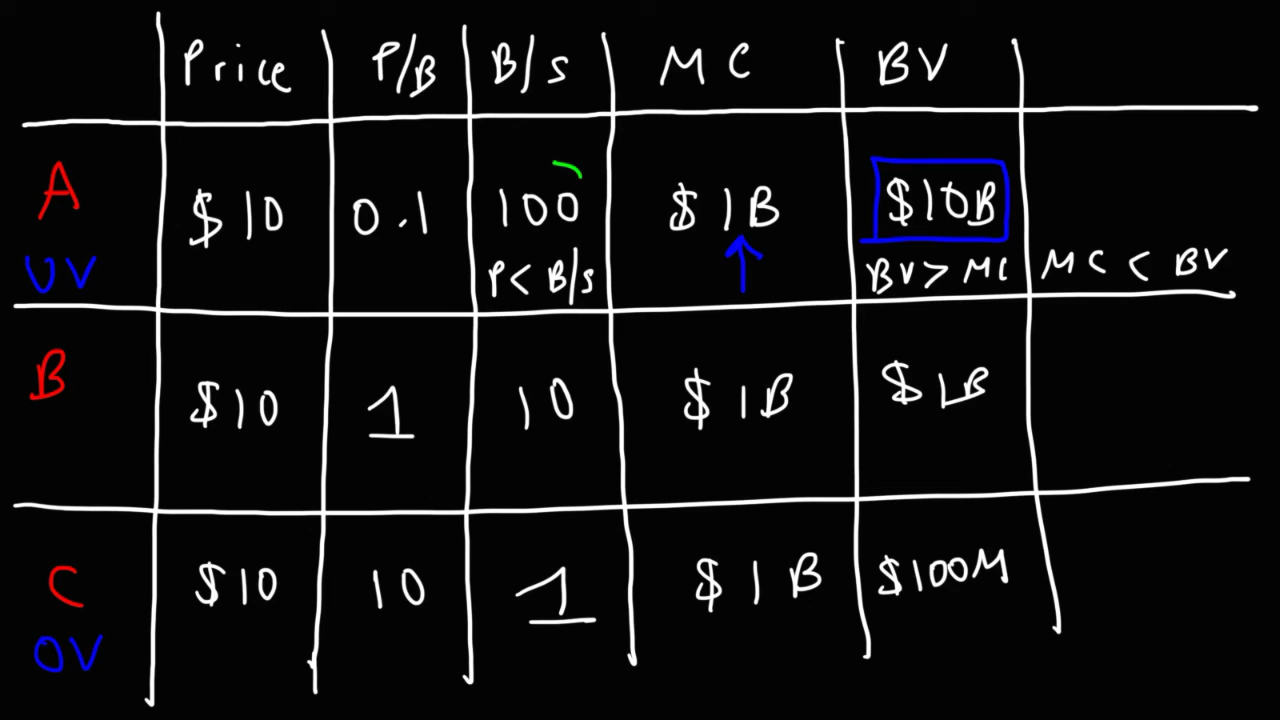 Price P/B B/s MC BV
A $10 0.1 100 $1B $10B
UV P<B/s BV>MC MC<BV
B $10 1 10 $1B $1B
C $10 10 1 $1B $100M
OV